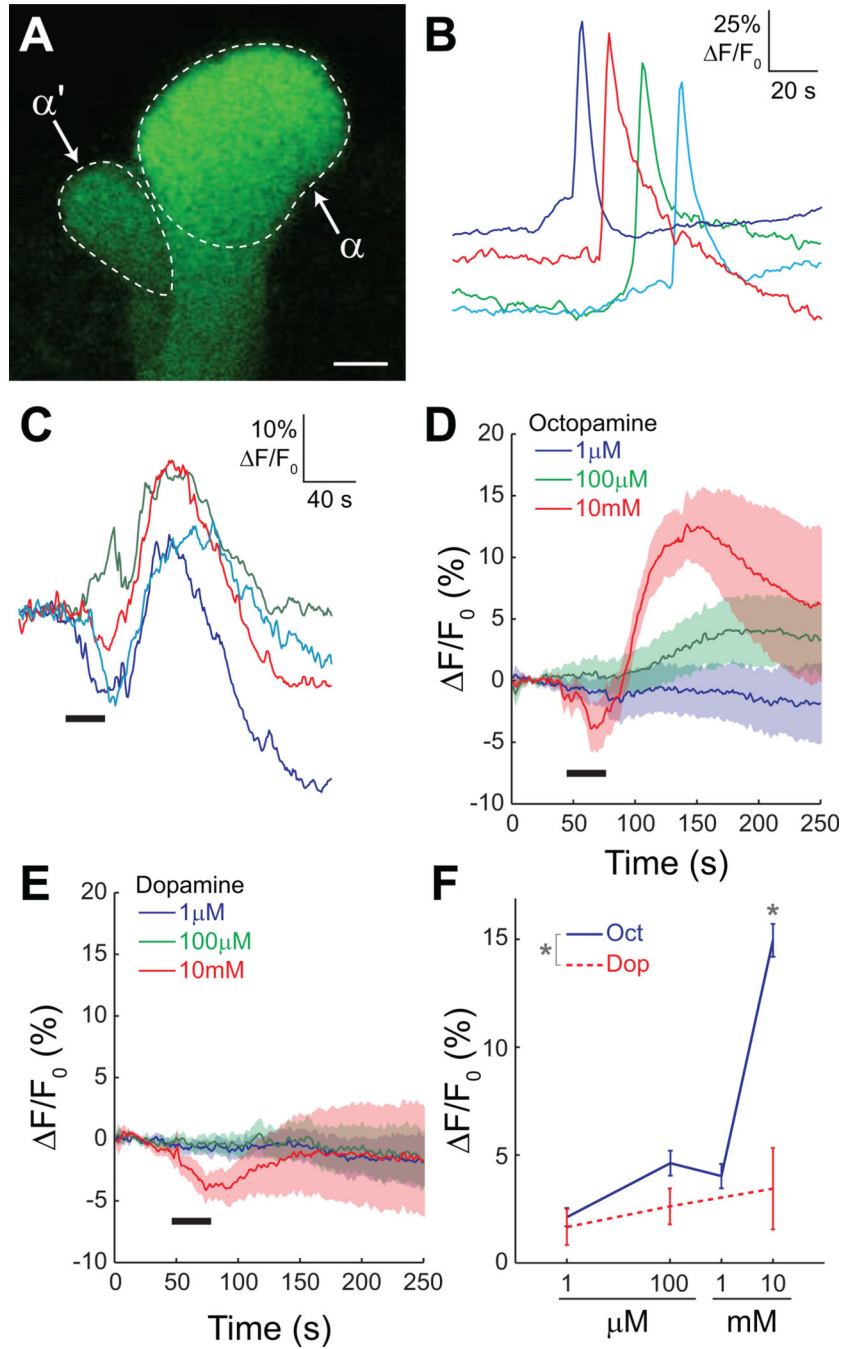 A
α'
α
B
25%
ΔF/F₀
20 s
C
10%
ΔF/F₀
40 s
D
Octopamine
1μM
100μM
10mM
20
15
10
5
0
-5
-10
ΔF/F₀ (%)
0 50 100 150 200 250
Time (s)
E
Dopamine
1μM
100μM
10mM
20
15
10
5
0
-5
-10
ΔF/F₀ (%)
0 50 100 150 200 250
Time (s)
F
*
* Oct
Dop
15
10
5
0
ΔF/F₀ (%)
1 100 1 10
μM mM